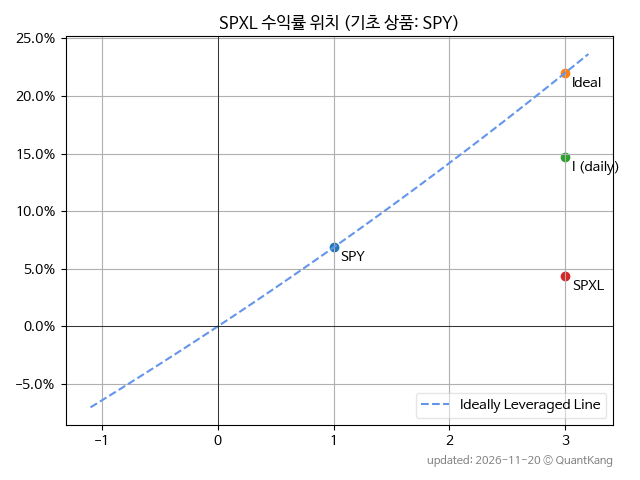 SPXL 수익률 위치 (기초 상품: SPY)
25.0%
20.0%
15.0%
10.0%
5.0%
0.0%
−5.0%
Ideal
I (daily)
SPY
SPXL
Ideally Leveraged Line
−1
0
1
2
3
updated: 2026-11-20 © QuantKang